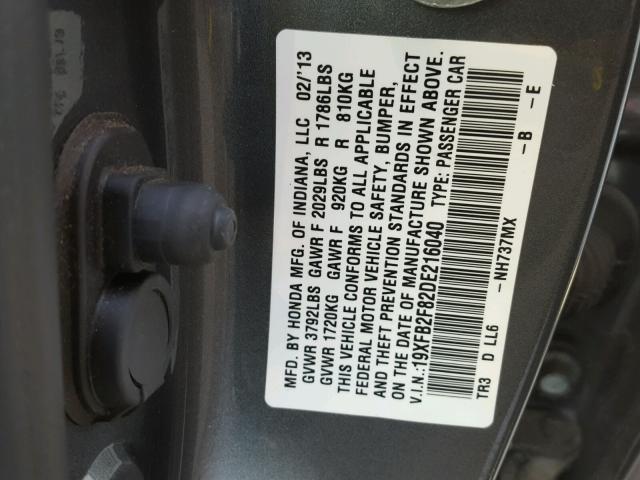 MFD. BY HONDA MFG. OF INDIANA, LLC 02/'13
GVWR 3792LBS GAWR F 2029LBS R 1786LBS
GVWR 1720KG GAWR F 920KG R 810KG
THIS VEHICLE CONFORMS TO ALL APPLICABLE
FEDERAL MOTOR VEHICLE SAFETY, BUMPER,
AND THEFT PREVENTION STANDARDS IN EFFECT
ON THE DATE OF MANUFACTURE SHOWN ABOVE.
V.I.N.:19XFB2F82DE216040 TYPE: PASSENGER CAR
TR3 D LL6 -NH737MX -B -E